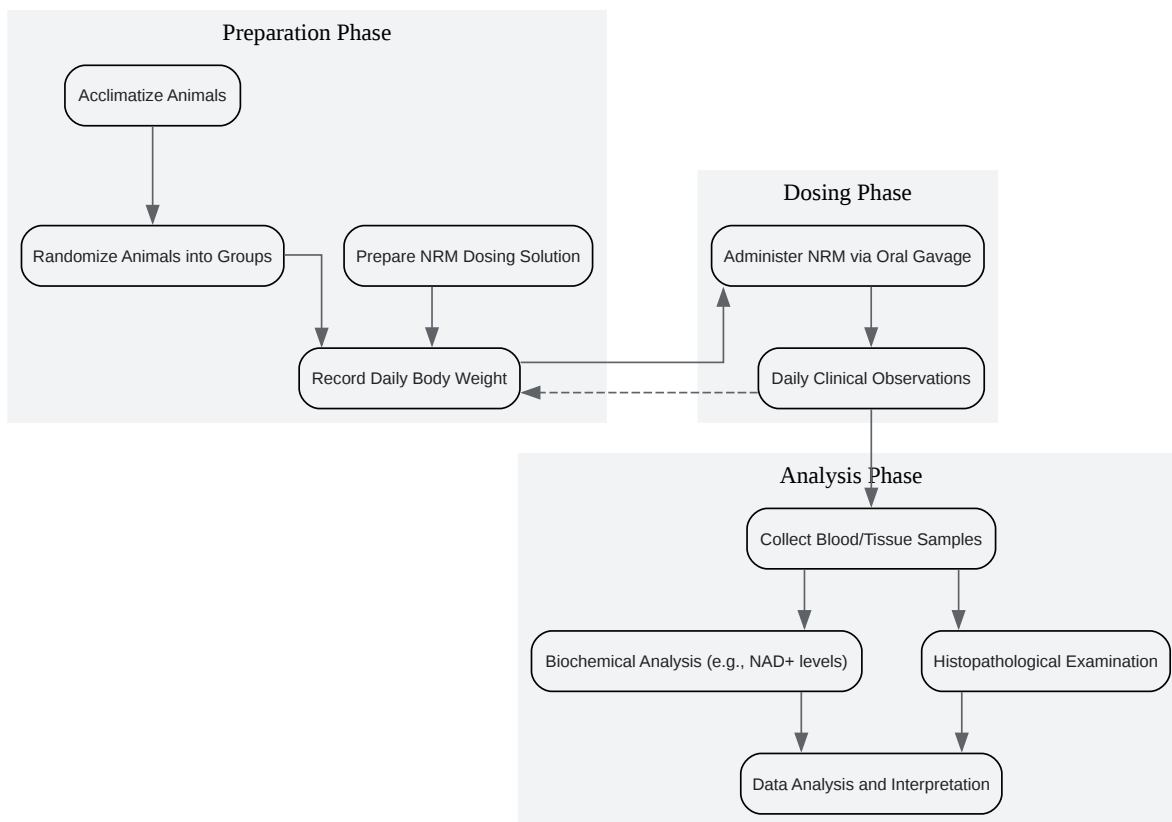 Preparation Phase
Acclimatize Animals
Randomize Animals into Groups
Prepare NRM Dosing Solution
Record Daily Body Weight
Dosing Phase
Administer NRM via Oral Gavage
Daily Clinical Observations
Analysis Phase
Collect Blood/Tissue Samples
Biochemical Analysis (e.g., NAD+ levels)
Histopathological Examination
Data Analysis and Interpretation